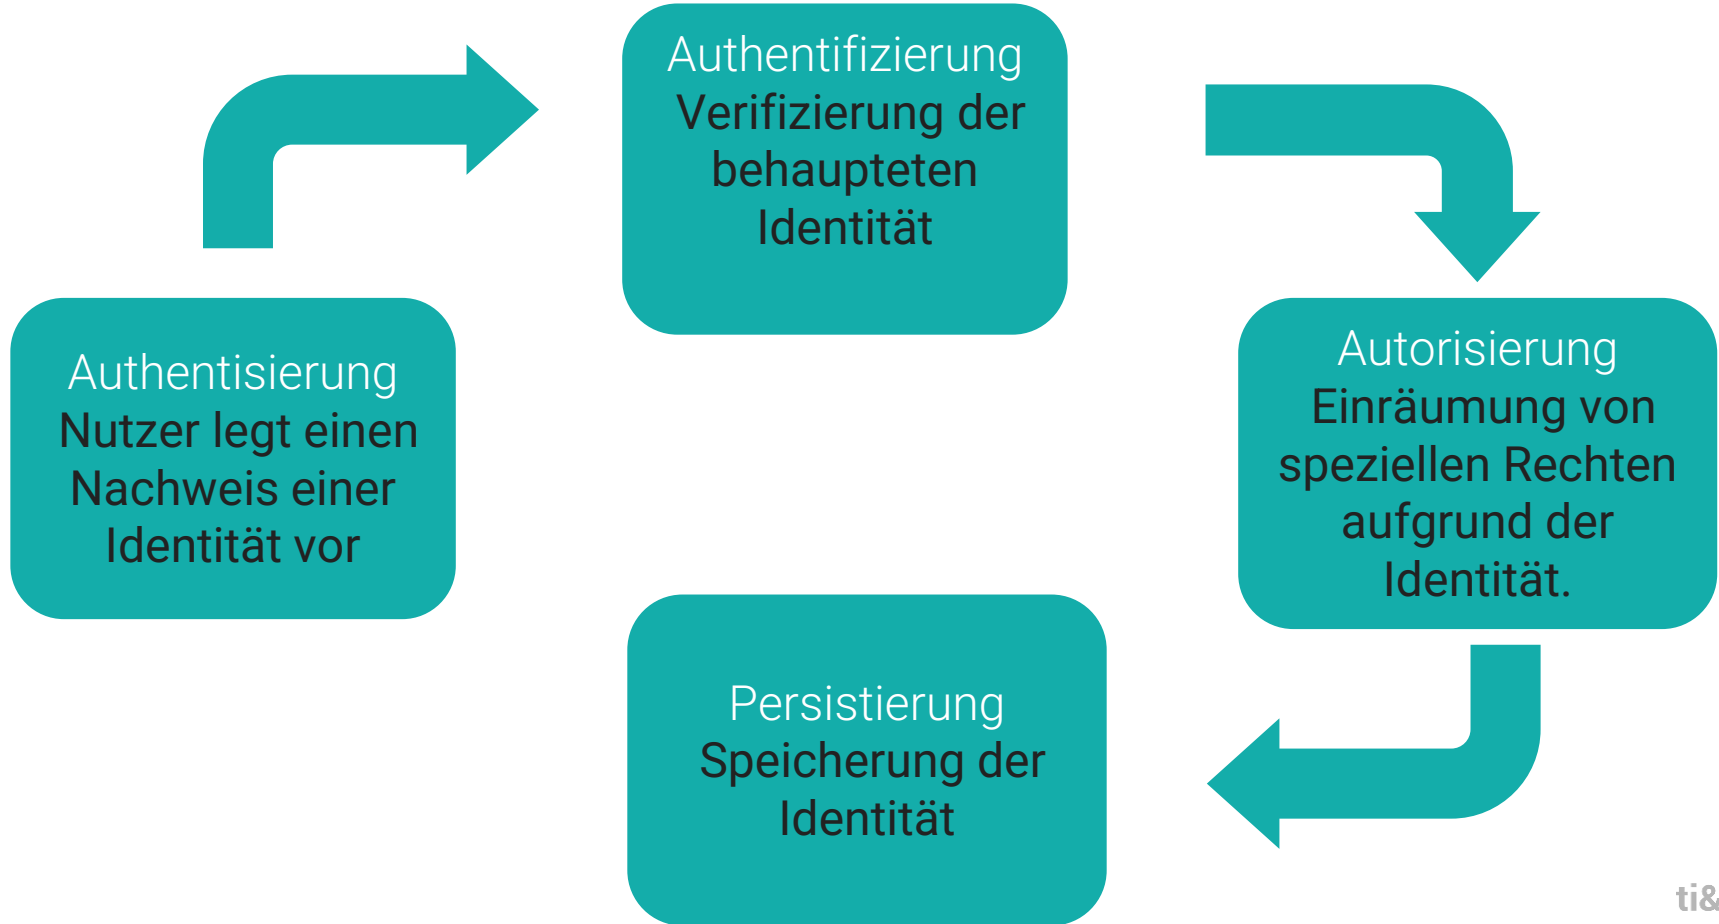 Authentifizierung
Verifizierung der
behaupteten
Identität
Authentisierung
Nutzer legt einen
Nachweis einer
Identität vor
Autorisierung
Einräumung von
speziellen Rechten
aufgrund der
Identität.
Persistierung
Speicherung der
Identität
ti&